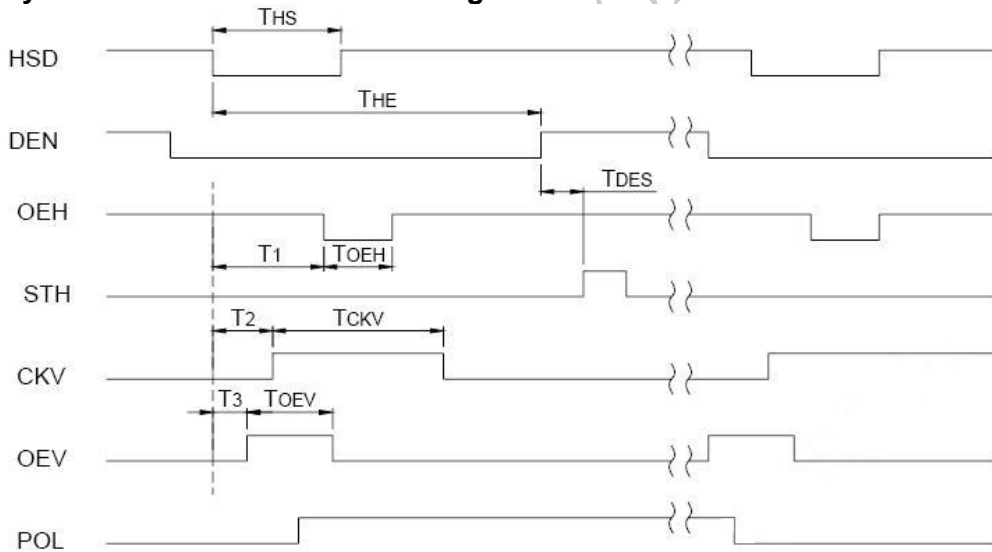 THS
HSD
THE
DEN
TDES
OEH
T1 TOEH
STH
T2 TCKV
CKV
T3 TOEV
OEV
POL